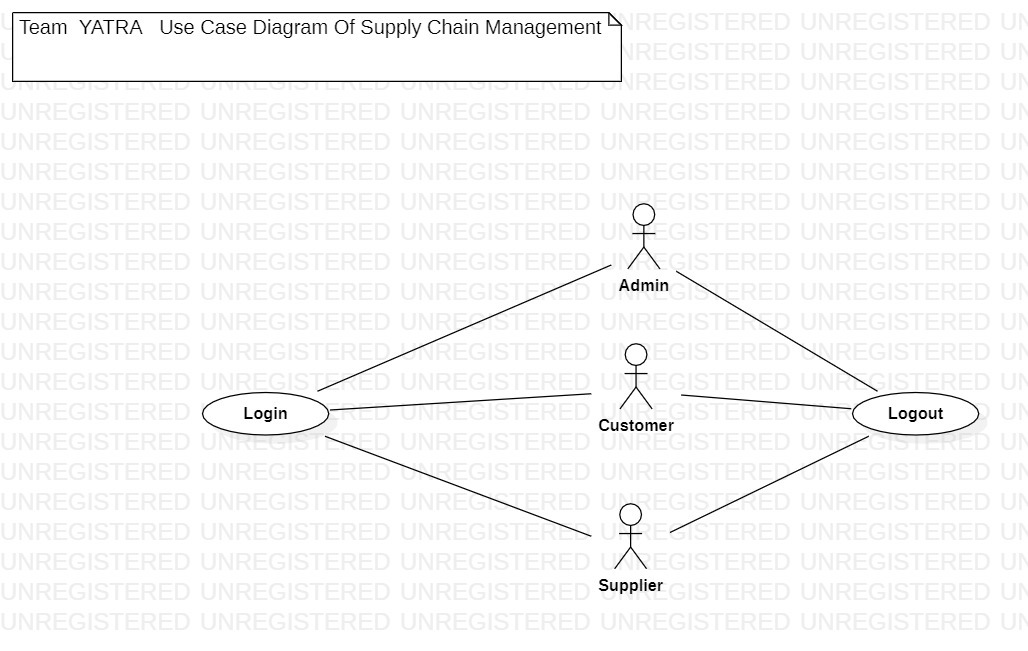 Team  YATRA   Use Case Diagram Of Supply Chain Management
UNREGISTERED UNREGISTERED UNREGISTERED UNREGISTERED UNREGISTERED
Admin
Customer
Login
Logout
Supplier